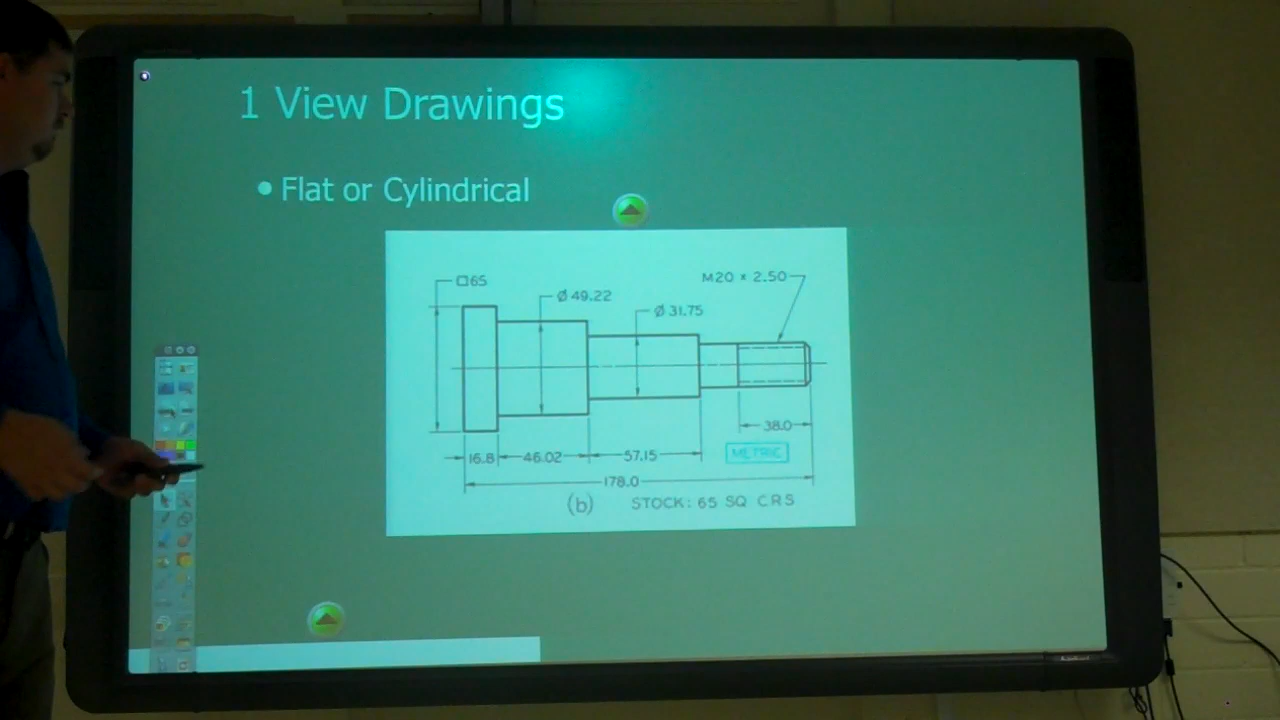 1 View Drawings
• Flat or Cylindrical
□65
Ø 49.22
Ø 31.75
M20 x 2.50
38.0
16.8
46.02
57.15
METRIC
178.0
(b) STOCK: 65 SQ CRS